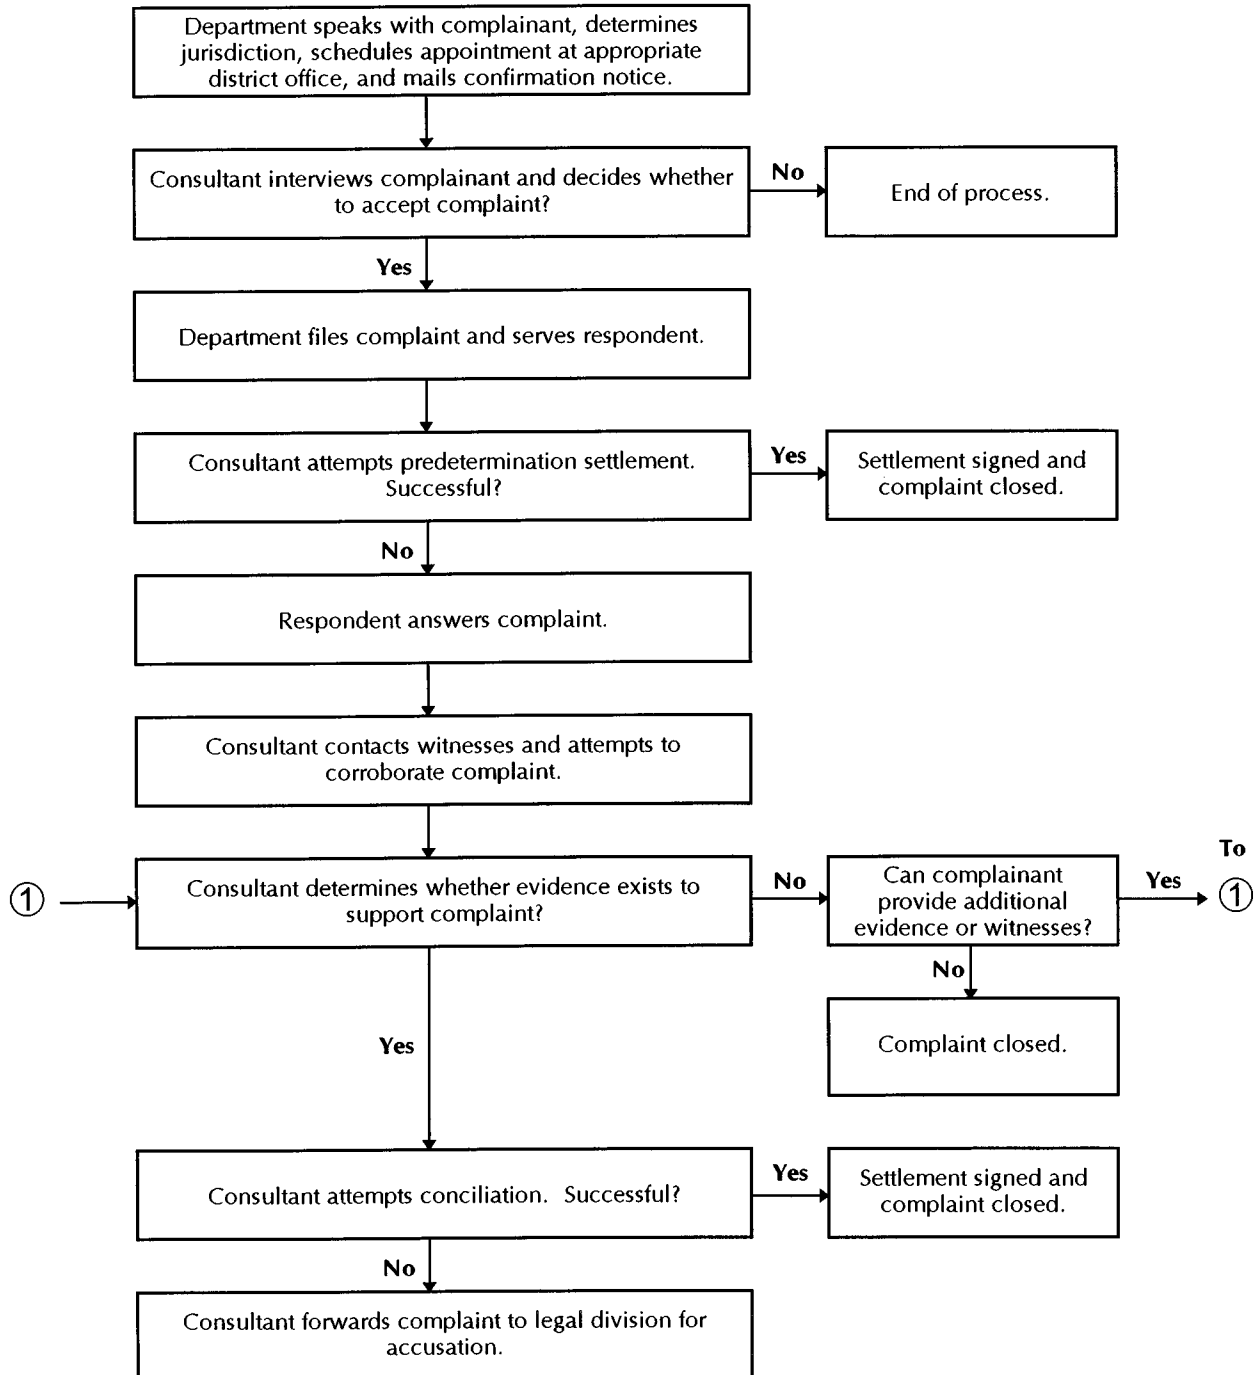 Department speaks with complainant, determines
jurisdiction, schedules appointment at appropriate
district office, and mails confirmation notice.
Consultant interviews complainant and decides whether
to accept complaint?
No
End of process.
Yes
Department files complaint and serves respondent.
Consultant attempts predetermination settlement.
Successful?
Yes
Settlement signed and
complaint closed.
No
Respondent answers complaint.
Consultant contacts witnesses and attempts to
corroborate complaint.
1
Consultant determines whether evidence exists to
support complaint?
No
Can complainant
provide additional
evidence or witnesses?
Yes
To
1
No
Complaint closed.
Yes
Consultant attempts conciliation. Successful?
Yes
Settlement signed and
complaint closed.
No
Consultant forwards complaint to legal division for
accusation.